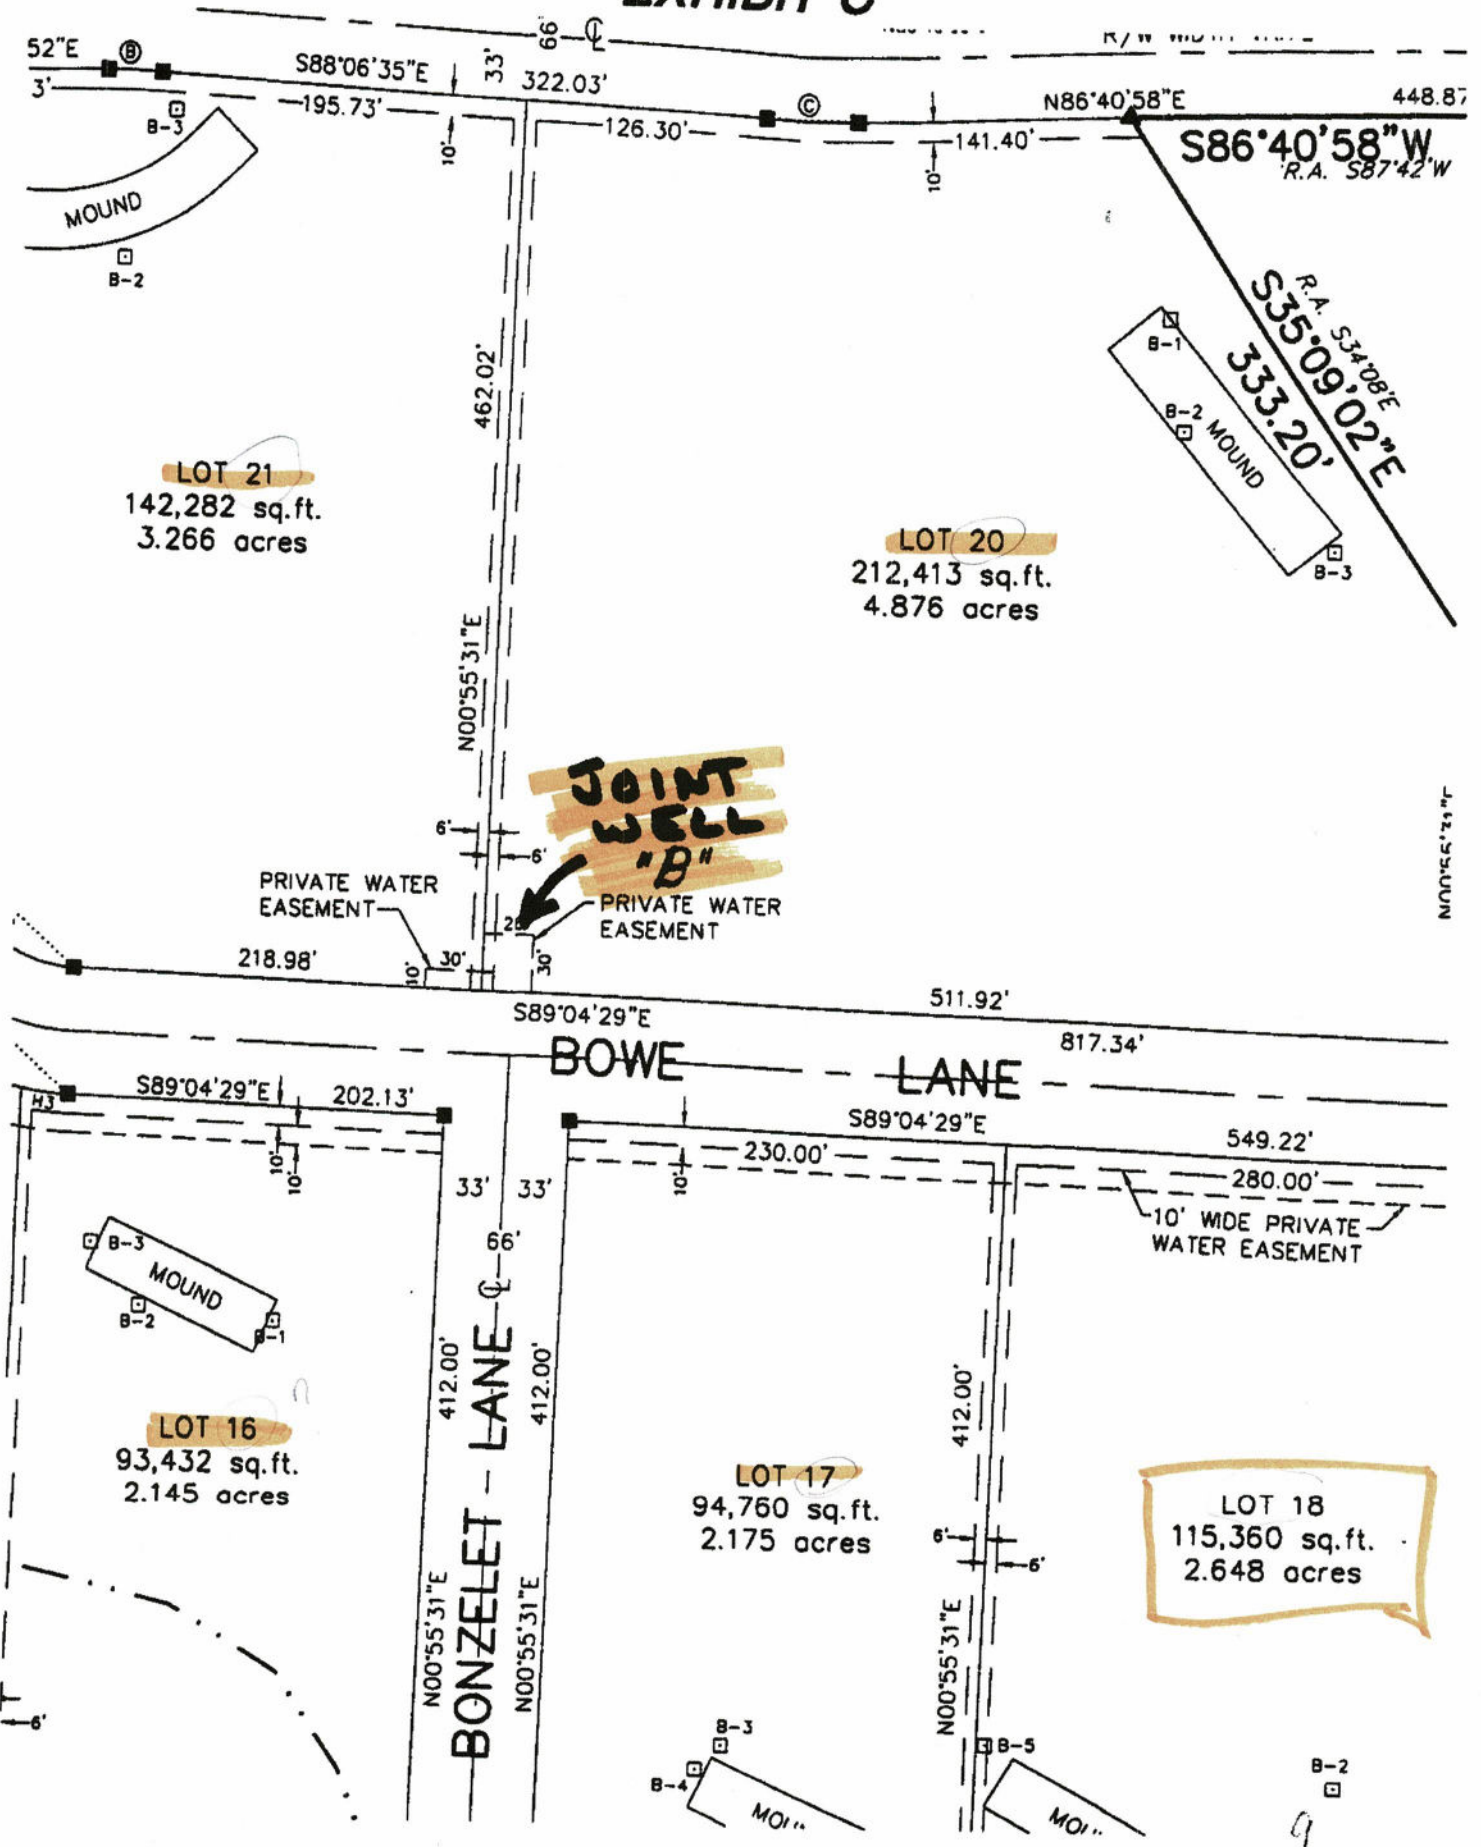 52"E
Ⓑ
S88°06'35"E
33'
66'
℄
322.03'
3'
195.73'
10'
126.30'
Ⓒ
N86°40'58"E
448.87
141.40'
10'
S86°40'58"W
R.A. S87°42'W
B-3
MOUND
B-2
R.A. S34°08'E
S35°09'02"E
333.20'
B-1
B-2
MOUND
B-3
462.02'
LOT 21
142,282 sq.ft.
3.266 acres
LOT 20
212,413 sq.ft.
4.876 acres
N00°55'31"E
JOINT
WELL
"B"
6'
6'
PRIVATE WATER
EASEMENT
PRIVATE WATER
EASEMENT
218.98'
10'
30'
30'
511.92'
S89°04'29"E
817.34'
BOWE LANE
H3
S89°04'29"E
202.13'
S89°04'29"E
549.22'
230.00'
280.00'
10'
10'
10'
33'
33'
10' WIDE PRIVATE
WATER EASEMENT
66'
℄
B-3
MOUND
B-2
B-1
412.00'
BONZELET LANE
412.00'
412.00'
LOT 16
93,432 sq.ft.
2.145 acres
LOT 17
94,760 sq.ft.
2.175 acres
LOT 18
115,360 sq.ft.
2.648 acres
6'
6'
N00°55'31"E
N00°55'31"E
N00°55'31"E
6'
B-3
B-4
B-5
B-2